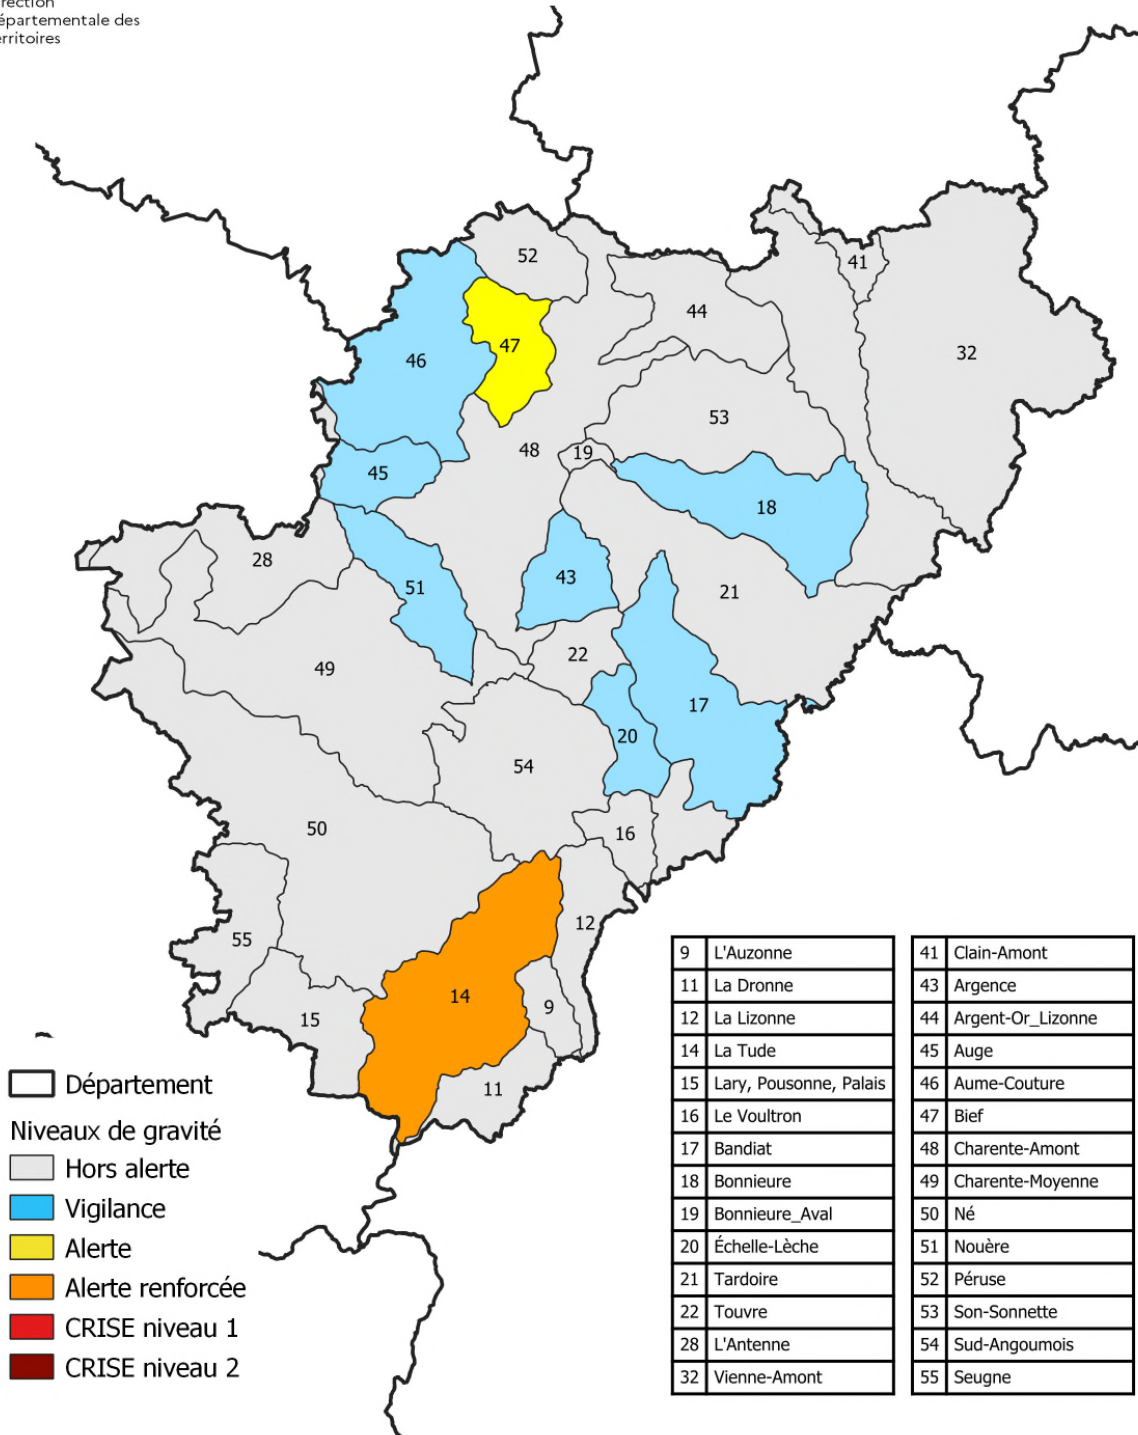 épartementale des
erritoires
52
41
44
47
46
32
53
48
19
45
18
28
43
51
21
22
49
17
20
54
50
16
12
55
14
9
15
11
Département
Niveaux de gravité
Hors alerte
Vigilance
Alerte
Alerte renforcée
CRISE niveau 1
CRISE niveau 2
9 L'Auzonne
11 La Dronne
12 La Lizonne
14 La Tude
15 Lary, Pousonne, Palais
16 Le Voultron
17 Bandiat
18 Bonnieure
19 Bonnieure_Aval
20 Échelle-Lèche
21 Tardoire
22 Touvre
28 L'Antenne
32 Vienne-Amont
41 Clain-Amont
43 Argence
44 Argent-Or_Lizonne
45 Auge
46 Aume-Couture
47 Bief
48 Charente-Amont
49 Charente-Moyenne
50 Né
51 Nouère
52 Péruse
53 Son-Sonnette
54 Sud-Angoumois
55 Seugne